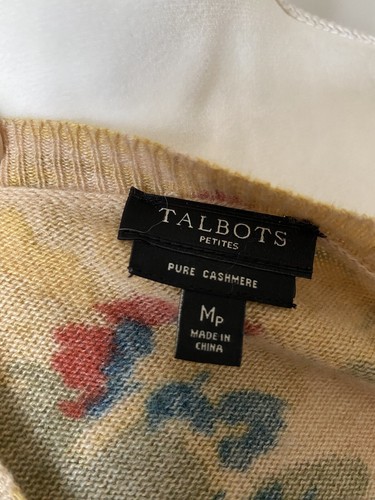 TALBOTS
PETITES
PURE CASHMERE
MP
MADE IN
CHINA